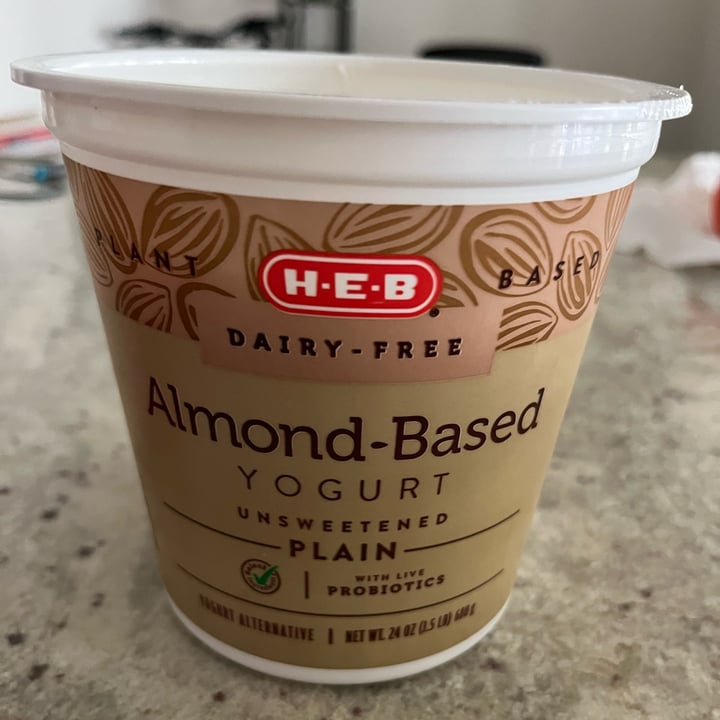 PLANT BASED
H-E-B
DAIRY-FREE
Almond-Based
YOGURT
UNSWEETENED
PLAIN
WITH LIVE
PROBIOTICS
YOGURT ALTERNATIVE | NET WT. 24 OZ (1.5 LB) 680 g